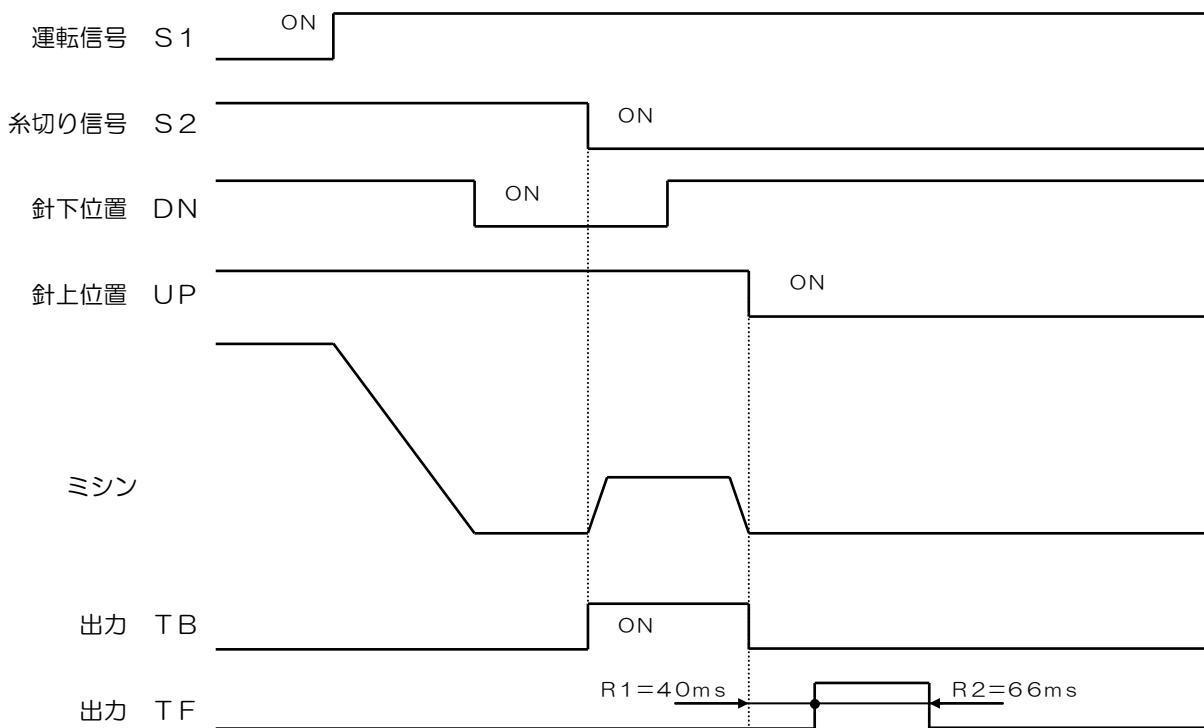 運転信号 S1 ON
糸切り信号 S2 ON
針下位置 DN ON
針上位置 UP ON
ミシン
出力 TB ON
出力 TF R1=40ms R2=66ms